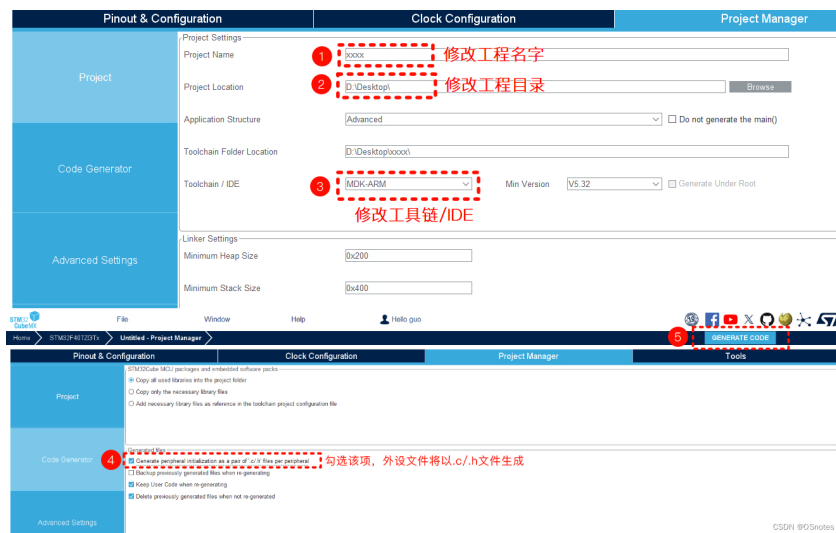 Pinout & Configuration
Clock Configuration
Project Manager
Project
Code Generator
Advanced Settings
Project Settings
Project Name
1
xxxx
修改工程名字
Project Location
2
D:\Desktop\
修改工程目录
Browse
Application Structure
Advanced
Do not generate the main()
Toolchain Folder Location
D:\Desktop\xxxx\
Toolchain / IDE
3
MDK-ARM
Min Version
V5.32
Generate Under Root
修改工具链/IDE
Linker Settings
Minimum Heap Size
0x200
Minimum Stack Size
0x400
STM32 CubeMX
File
Window
Help
Hello guo
Home
STM32F407ZGTx
Untitled - Project Manager
5
GENERATE CODE
Pinout & Configuration
Clock Configuration
Project Manager
Tools
Project
Code Generator
Advanced Settings
STM32Cube MCU packages and embedded software packs
Copy all used libraries into the project folder
Copy only the necessary library files
Add necessary library files as reference in the toolchain project configuration file
Generated files
4
Generate peripheral initialization as a pair of '.c/.h' files per peripheral
勾选该项，外设文件将以.c/.h文件生成
Backup previously generated files when re-generating
Keep User Code when re-generating
Delete previously generated files when not re-generated
CSDN @DSnotes